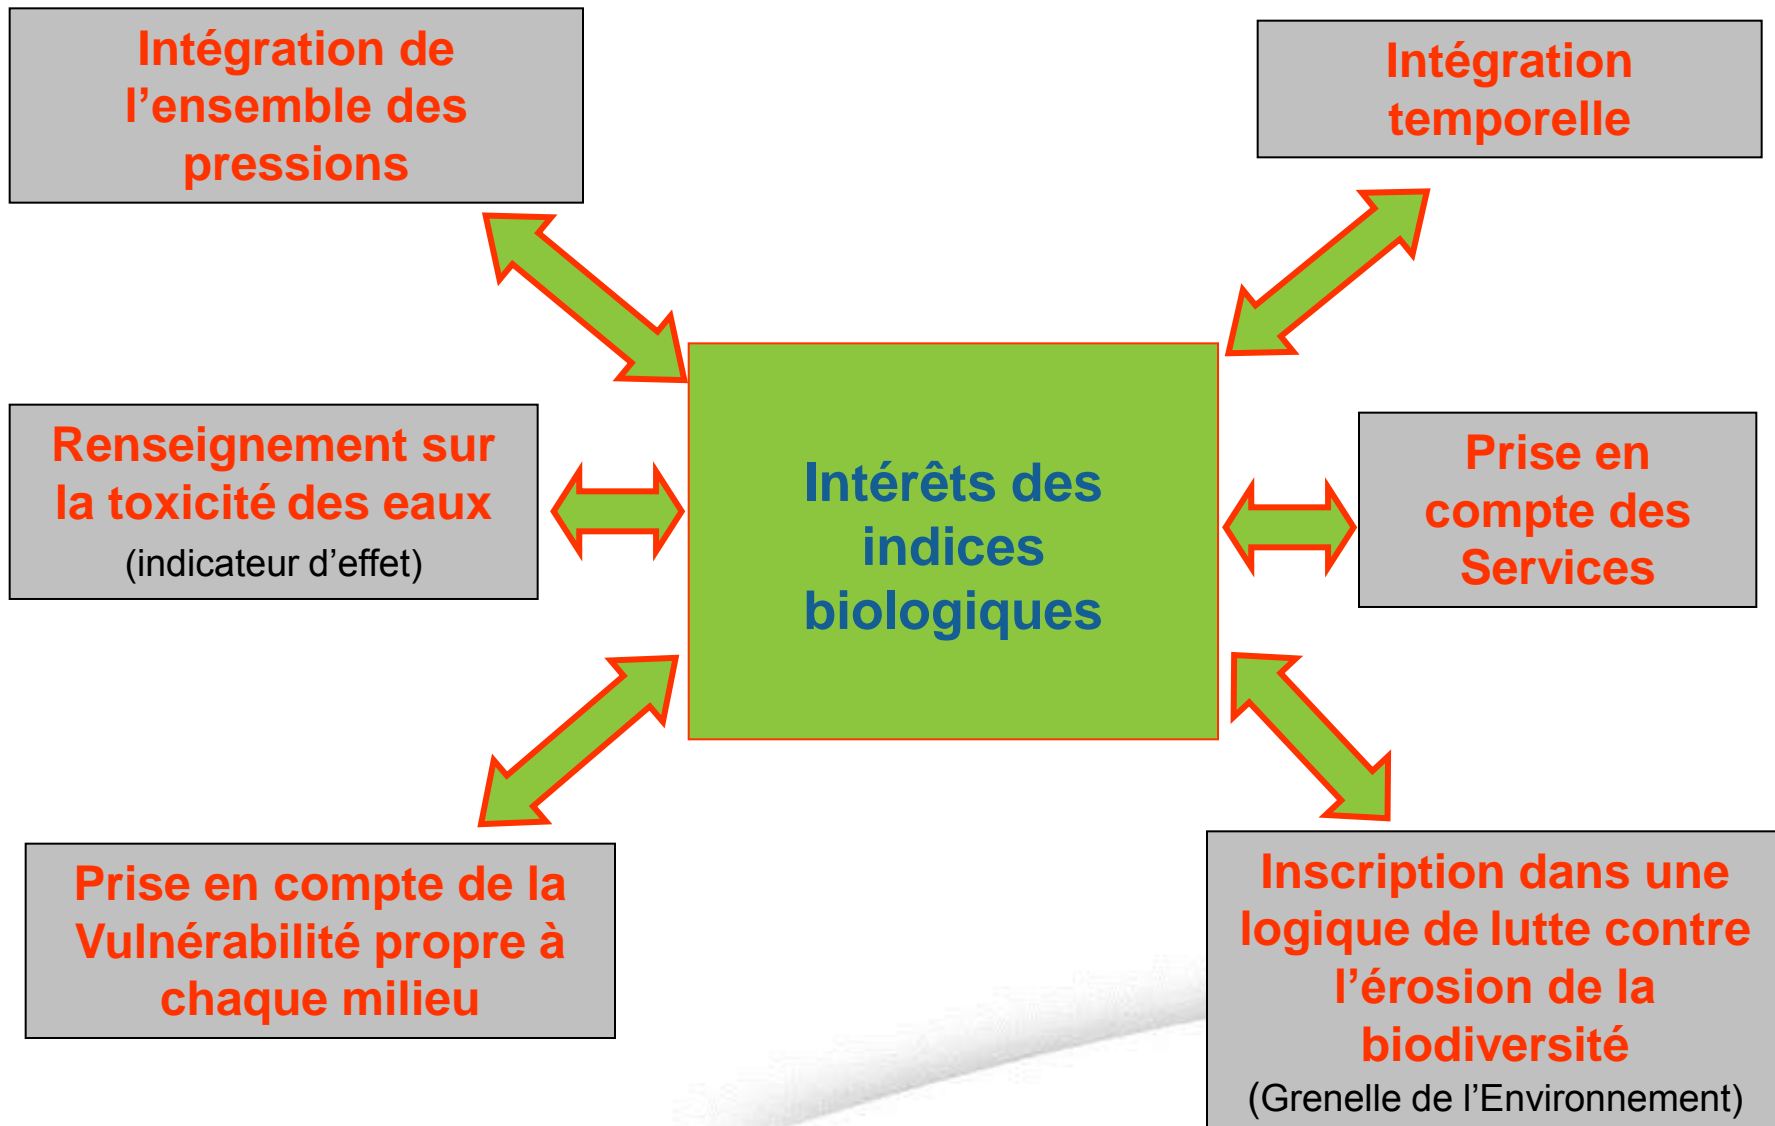 Intégration de
l’ensemble des
pressions
Intégration
temporelle
Renseignement sur
la toxicité des eaux
(indicateur d’effet)
Intérêts des
indices
biologiques
Prise en
compte des
Services
Prise en compte de la
Vulnérabilité propre à
chaque milieu
Inscription dans une
logique de lutte contre
l’érosion de la
biodiversité
(Grenelle de l’Environnement)